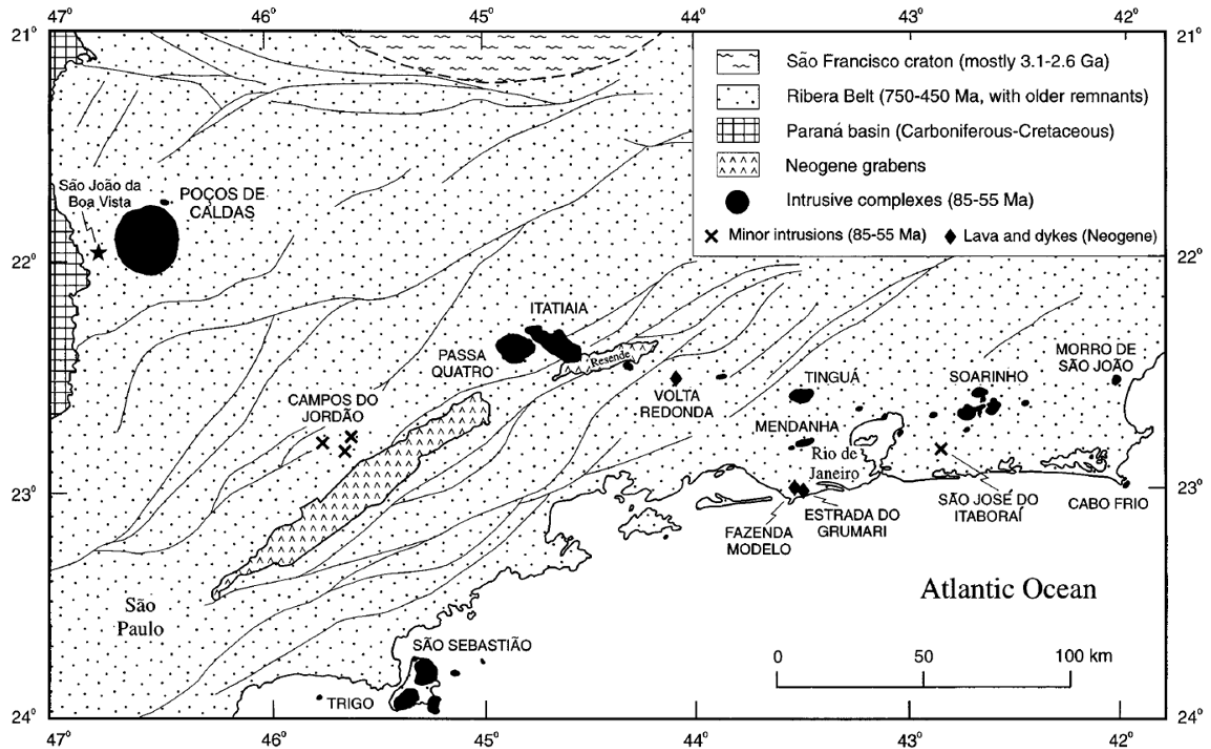 47° 46° 45° 44° 43° 42°
21° 21°
São Francisco craton (mostly 3.1-2.6 Ga)
Ribera Belt (750-450 Ma, with older remnants)
Paraná basin (Carboniferous-Cretaceous)
Neogene grabens
Intrusive complexes (85-55 Ma)
Minor intrusions (85-55 Ma) Lava and dykes (Neogene)
São João da
Boa Vista
POÇOS DE
CALDAS
22° 22°
ITATIAIA
PASSA
QUATRO
Resende
VOLTA
REDONDA
TINGUÁ
SOARINHO
MORRO DE
SÃO JOÃO
CAMPOS DO
JORDÃO
MENDANHA
Rio de
Janeiro
23° 23°
FAZENDA
MODELO
ESTRADA DO
GRUMARI
SÃO JOSÉ DO
ITABORAÍ
CABO FRIO
São
Paulo
Atlantic Ocean
SÃO SEBASTIÃO
TRIGO
0 50 100 km
24° 24°
47° 46° 45° 44° 43° 42°